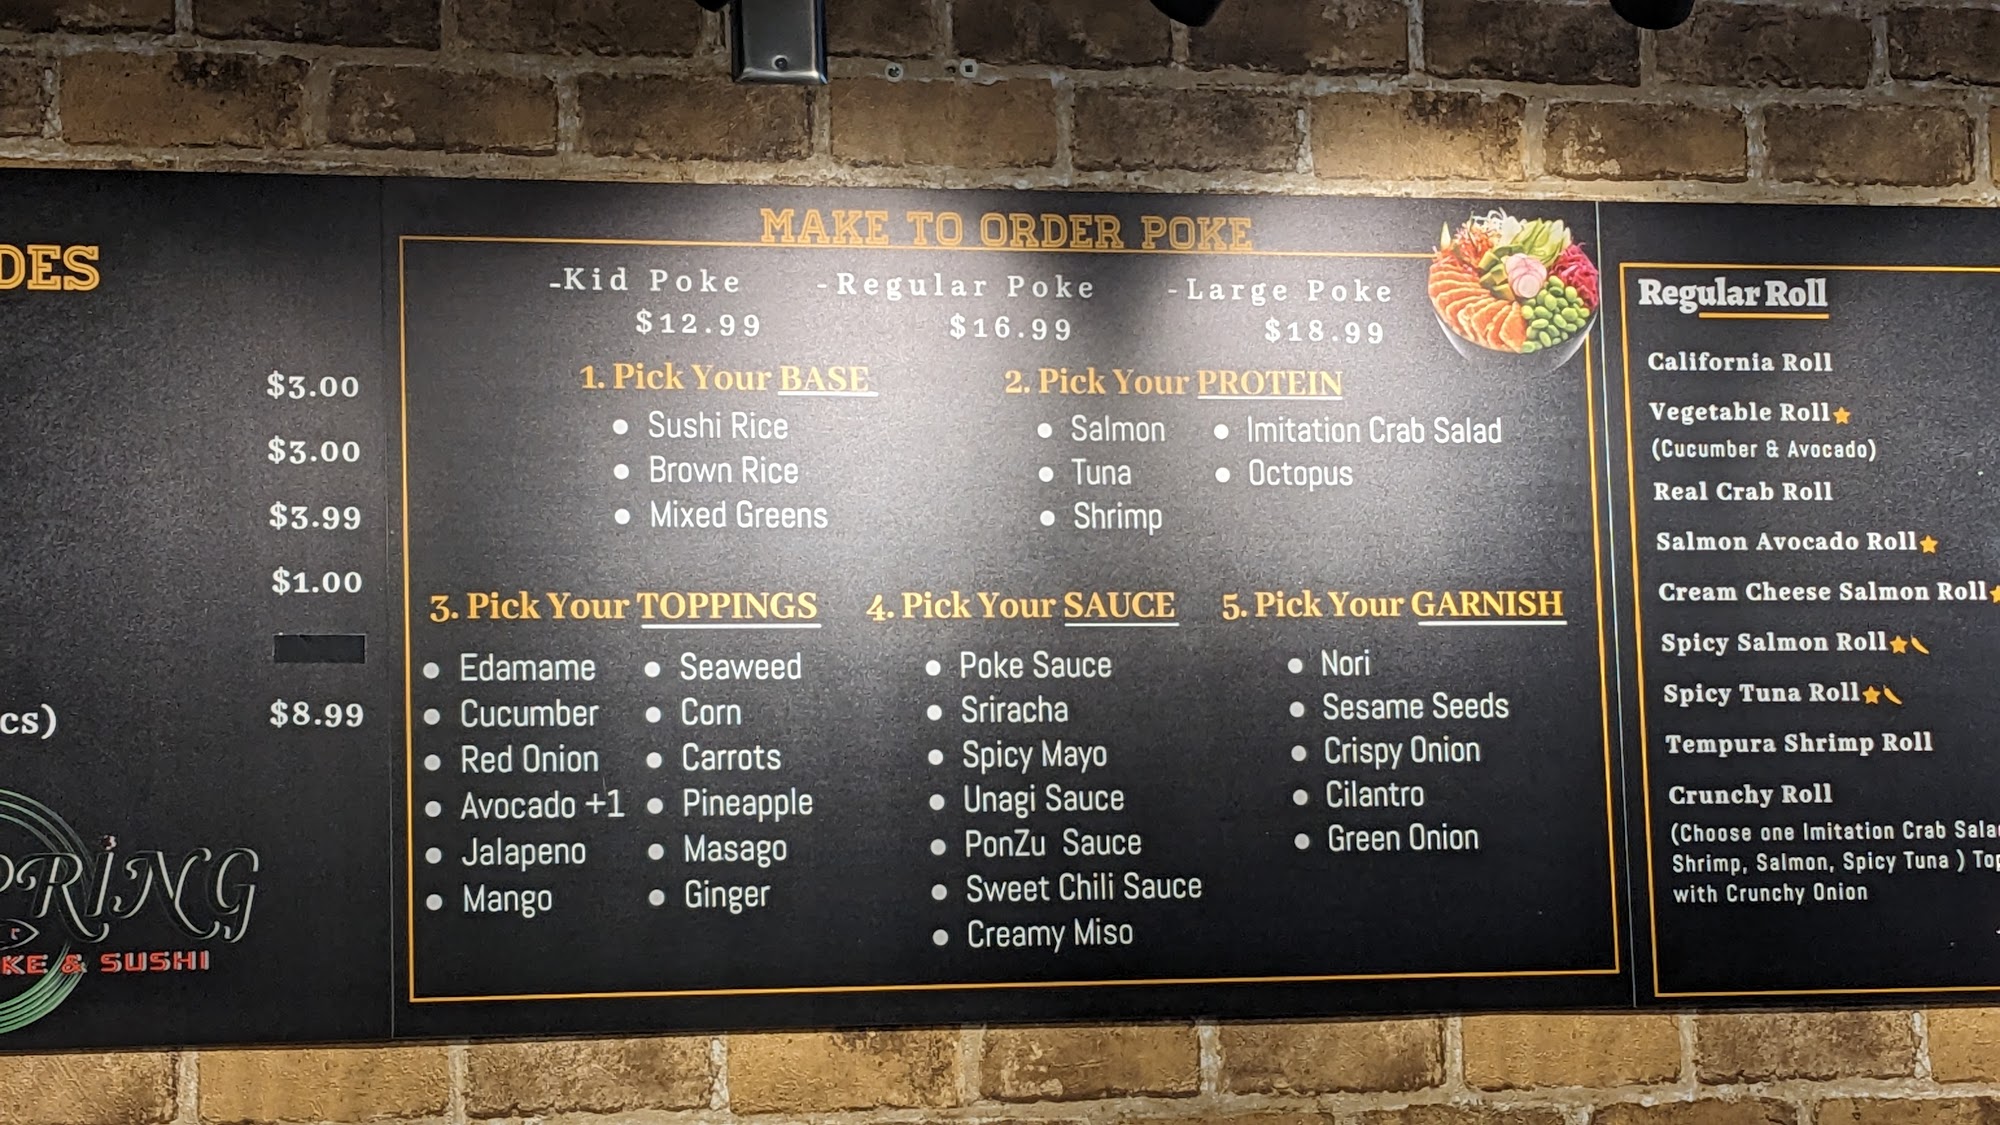 DES
$3.00
$3.00
$3.99
$1.00
cs) $8.99
PRING
KE & SUSHI
MAKE TO ORDER POKE
-Kid Poke -Regular Poke -Large Poke
$12.99 $16.99 $18.99
1. Pick Your BASE
Sushi Rice
Brown Rice
Mixed Greens
2. Pick Your PROTEIN
Salmon
Tuna
Shrimp
Imitation Crab Salad
Octopus
3. Pick Your TOPPINGS
Edamame
Cucumber
Red Onion
Avocado +1
Jalapeno
Mango
Seaweed
Corn
Carrots
Pineapple
Masago
Ginger
4. Pick Your SAUCE
Poke Sauce
Sriracha
Spicy Mayo
Unagi Sauce
PonZu Sauce
Sweet Chili Sauce
Creamy Miso
5. Pick Your GARNISH
Nori
Sesame Seeds
Crispy Onion
Cilantro
Green Onion
Regular Roll
California Roll
Vegetable Roll
(Cucumber & Avocado)
Real Crab Roll
Salmon Avocado Roll
Cream Cheese Salmon Roll
Spicy Salmon Roll
Spicy Tuna Roll
Tempura Shrimp Roll
Crunchy Roll
(Choose one Imitation Crab Sala
Shrimp, Salmon, Spicy Tuna ) Top
with Crunchy Onion